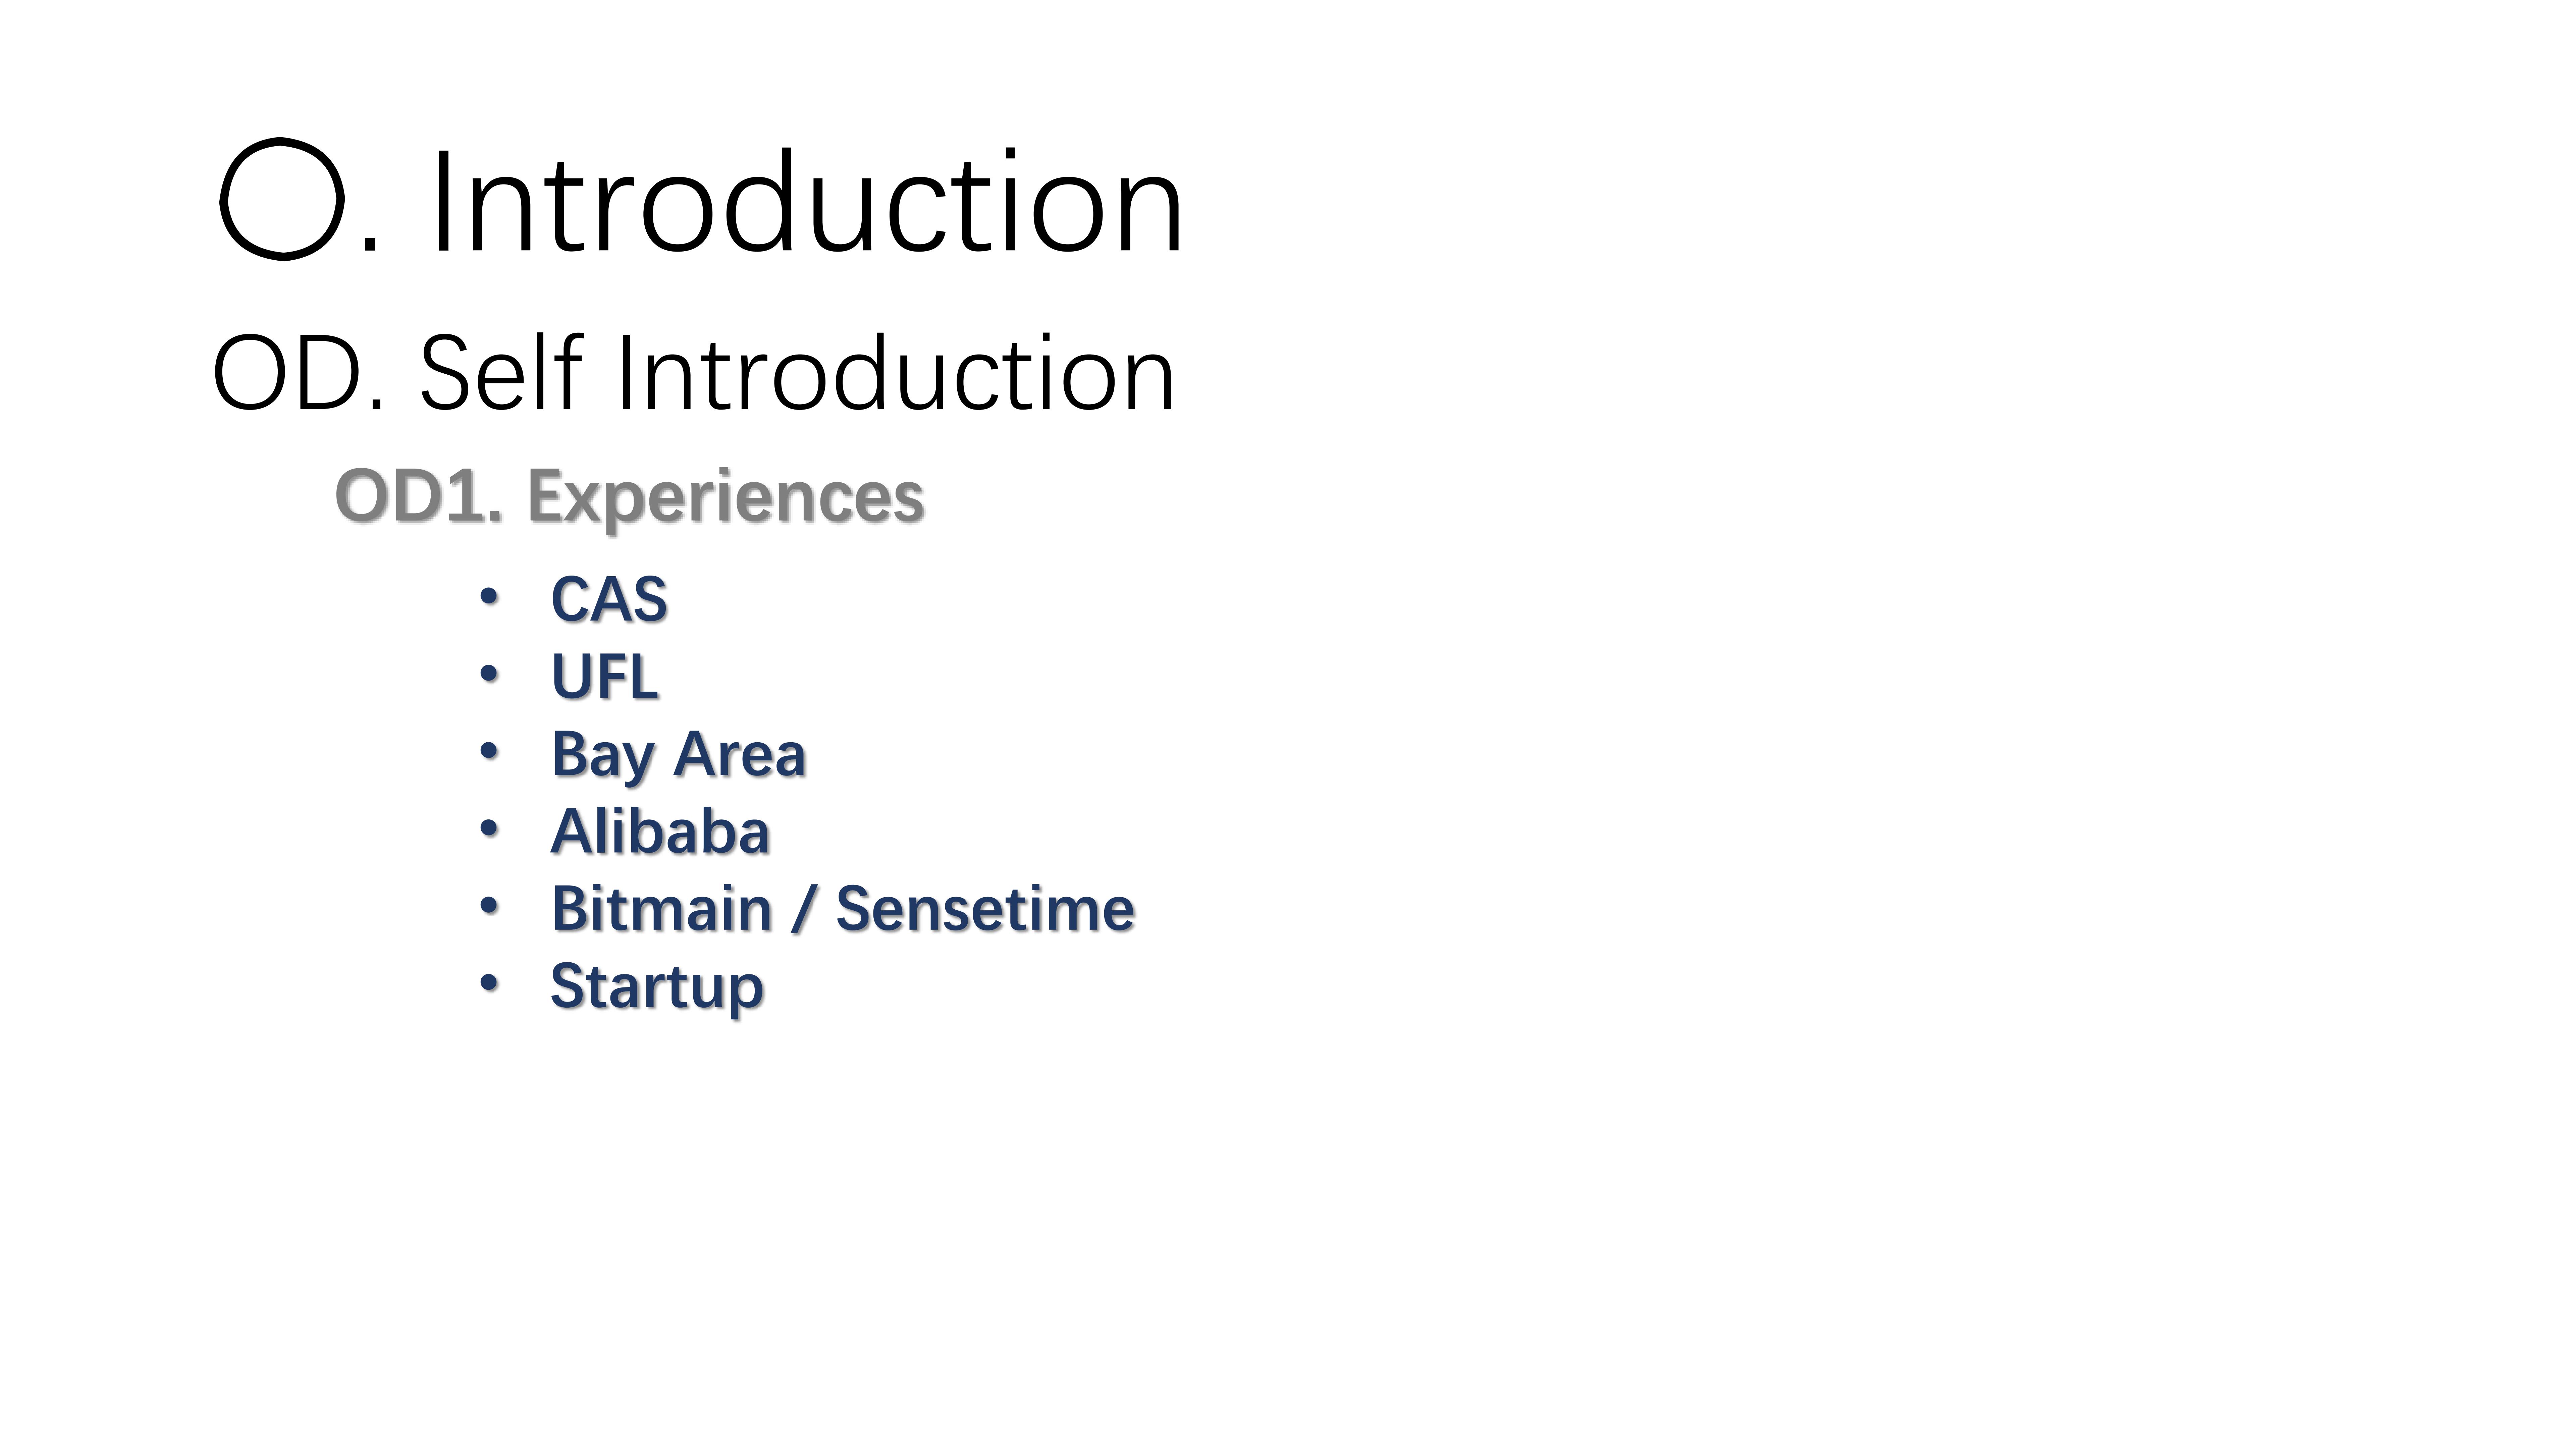 〇. Introduction
OD. Self Introduction
OD1. Experiences
• CAS
• UFL
• Bay Area
• Alibaba
• Bitmain / Sensetime
• Startup